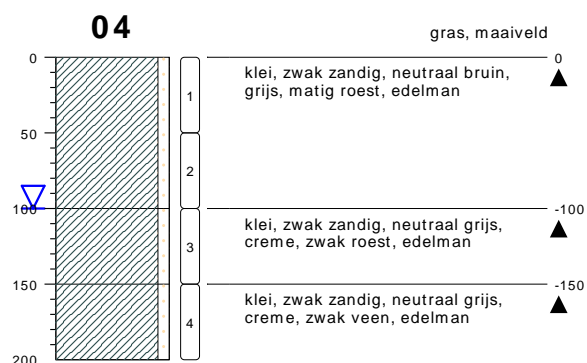 04
gras, maaiveld
0
0
klei, zwak zandig, neutraal bruin,
grijs, matig roest, edelman
1
50
2
100
-100
klei, zwak zandig, neutraal grijs,
creme, zwak roest, edelman
3
150
-150
klei, zwak zandig, neutraal grijs,
creme, zwak veen, edelman
4
200